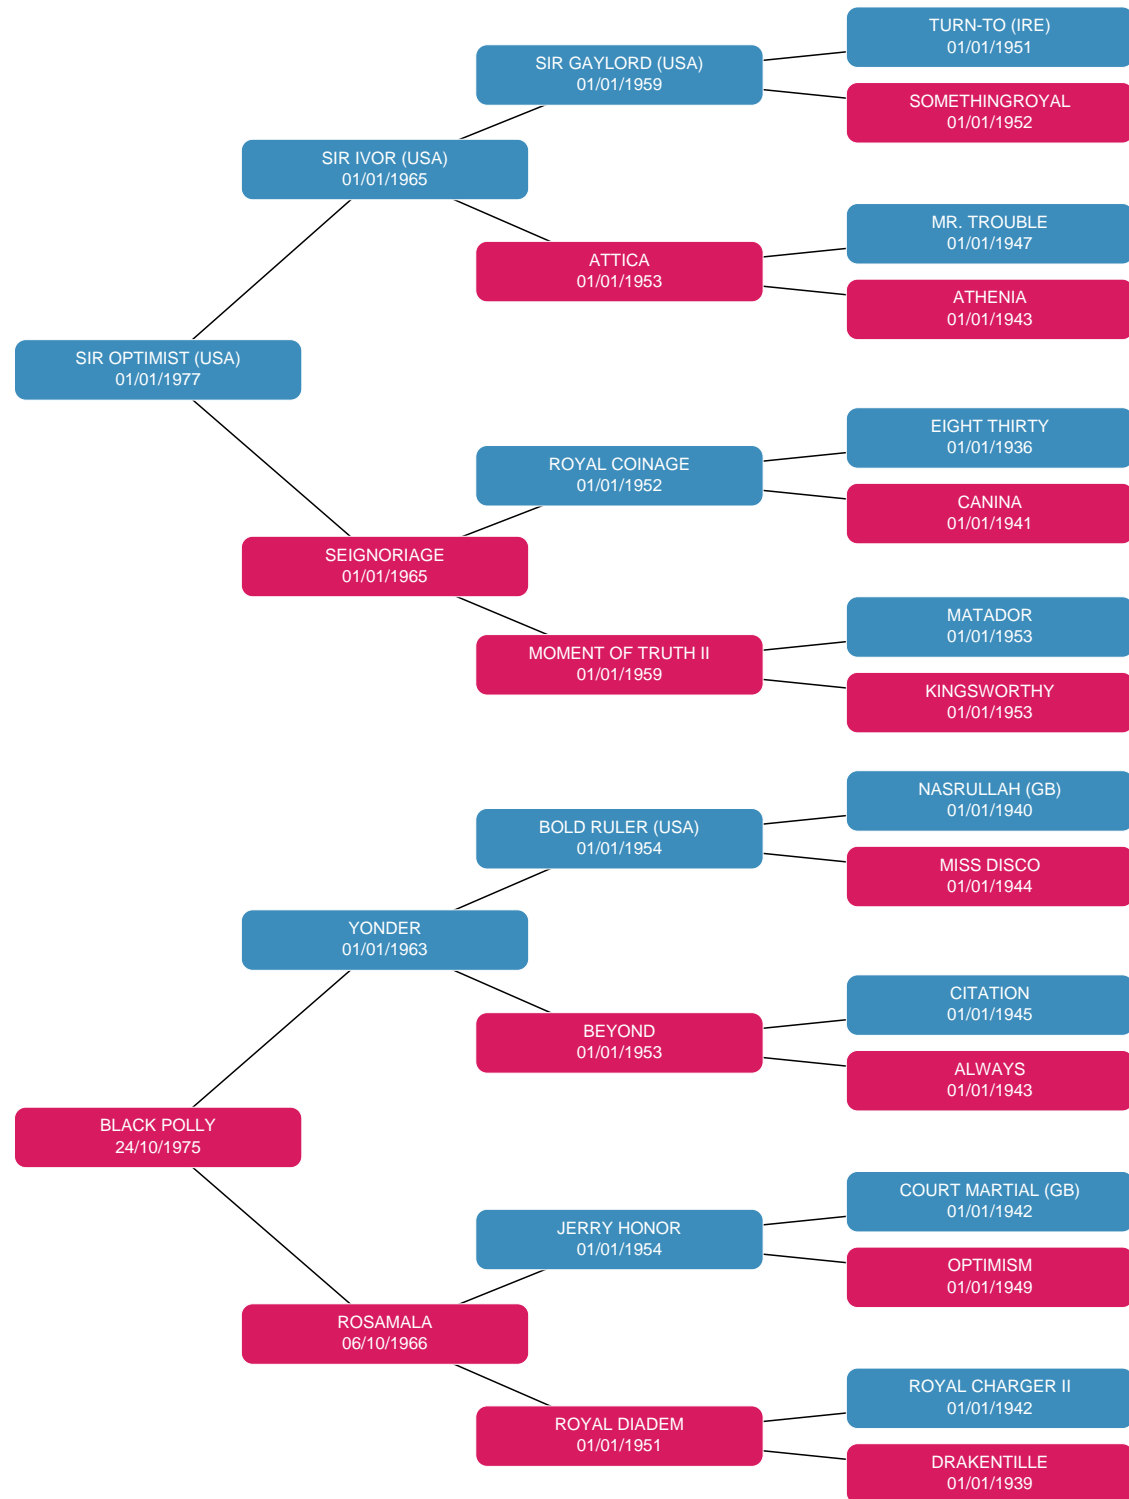 TURN-TO (IRE)
01/01/1951
SIR GAYLORD (USA)
01/01/1959
SOMETHINGROYAL
01/01/1952
SIR IVOR (USA)
01/01/1965
MR. TROUBLE
01/01/1947
ATTICA
01/01/1953
ATHENIA
01/01/1943
SIR OPTIMIST (USA)
01/01/1977
EIGHT THIRTY
01/01/1936
ROYAL COINAGE
01/01/1952
CANINA
01/01/1941
SEIGNORIAGE
01/01/1965
MATADOR
01/01/1953
MOMENT OF TRUTH II
01/01/1959
KINGSWORTHY
01/01/1953
NASRULLAH (GB)
01/01/1940
BOLD RULER (USA)
01/01/1954
MISS DISCO
01/01/1944
YONDER
01/01/1963
CITATION
01/01/1945
BEYOND
01/01/1953
ALWAYS
01/01/1943
BLACK POLLY
24/10/1975
COURT MARTIAL (GB)
01/01/1942
JERRY HONOR
01/01/1954
OPTIMISM
01/01/1949
ROSAMALA
06/10/1966
ROYAL CHARGER II
01/01/1942
ROYAL DIADEM
01/01/1951
DRAKENTILLE
01/01/1939